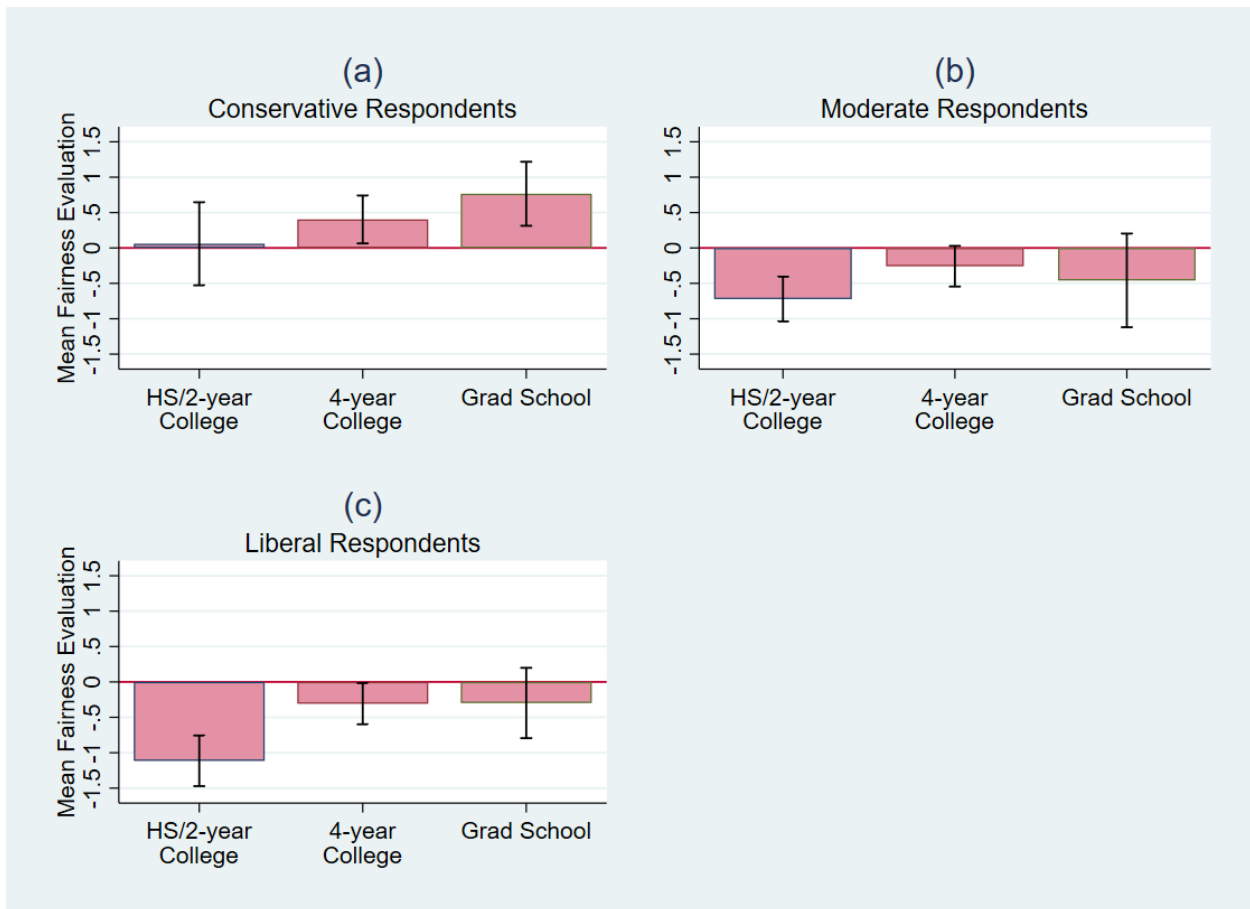 (a)
Conservative Respondents
Mean Fairness Evaluation
1.5
1
.5
0
-.5
-1
-1.5
HS/2-year
College
4-year
College
Grad School
(b)
Moderate Respondents
1.5
1
.5
0
-.5
-1
-1.5
HS/2-year
College
4-year
College
Grad School
(c)
Liberal Respondents
Mean Fairness Evaluation
1.5
1
.5
0
-.5
-1
-1.5
HS/2-year
College
4-year
College
Grad School